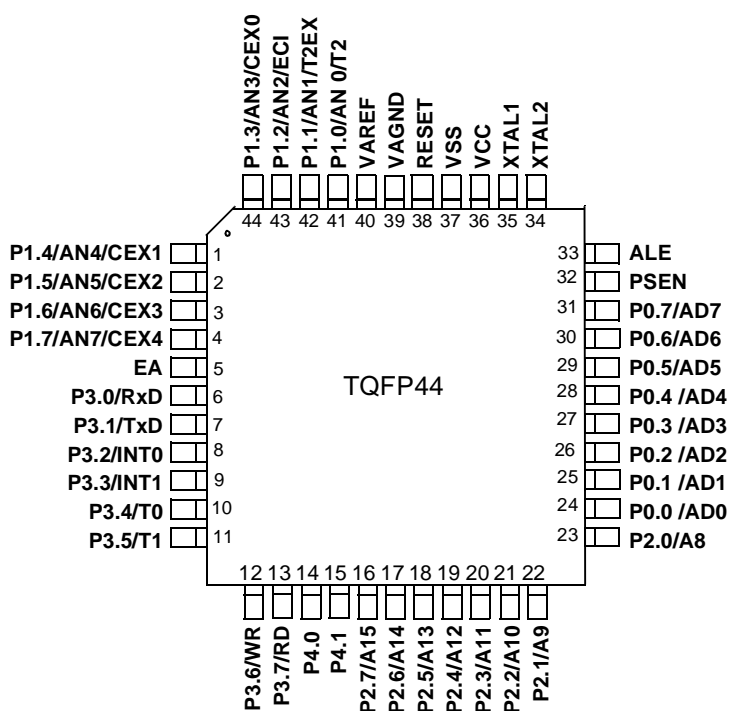 P1.3/AN3/CEX0
P1.2/AN2/ECI
P1.1/AN1/T2EX
P1.0/AN 0/T2
VAREF
VAGND
RESET
VSS
VCC
XTAL1
XTAL2
44 43 42 41 40 39 38 37 36 35 34
P1.4/AN4/CEX1 1
P1.5/AN5/CEX2 2
P1.6/AN6/CEX3 3
P1.7/AN7/CEX4 4
EA 5
P3.0/RxD 6
P3.1/TxD 7
P3.2/INT0 8
P3.3/INT1 9
P3.4/T0 10
P3.5/T1 11
TQFP44
33 ALE
32 PSEN
31 P0.7/AD7
30 P0.6/AD6
29 P0.5/AD5
28 P0.4 /AD4
27 P0.3 /AD3
26 P0.2 /AD2
25 P0.1 /AD1
24 P0.0 /AD0
23 P2.0/A8
12 13 14 15 16 17 18 19 20 21 22
P3.6/WR
P3.7/RD
P4.0
P4.1
P2.7/A15
P2.6/A14
P2.5/A13
P2.4/A12
P2.3/A11
P2.2/A10
P2.1/A9